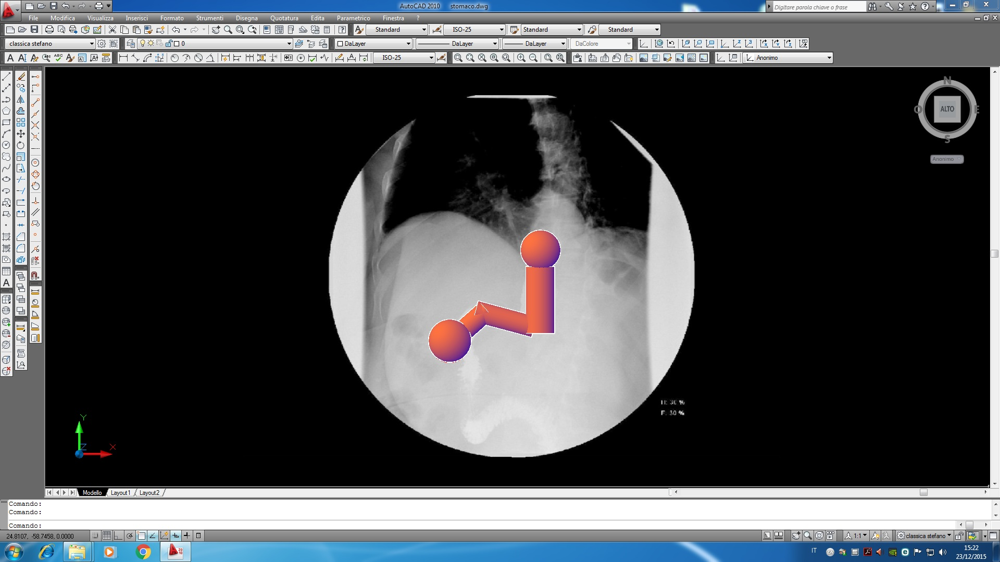 AutoCAD 2010 stomaco.dwg
Digitare parola chiave o frase
File Modifica Visualizza Inserisci Formato Strumenti Disegna Quotatura Edita Parametrico Finestra ?
Standard ISO-25 Standard Standard
classica stefano 0 DaLayer DaLayer DaLayer DaColore
ISO-25 Anonimo
N
O ALTO E
S
Anonimo
H: 30 %
F: 30 %
Y
Z X
Modello Layout1 Layout2
Comando:
Comando:
Comando:
24.8107, -58.7458, 0.0000 1:1 classica stefano
IT 15:22
23/12/2015